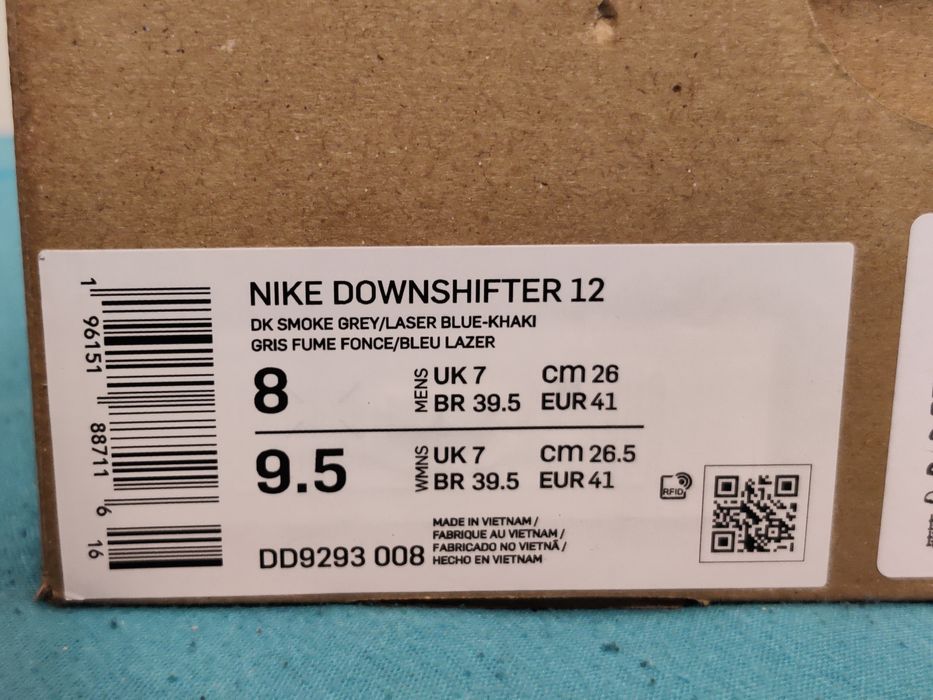 NIKE DOWNSHIFTER 12
DK SMOKE GREY/LASER BLUE-KHAKI
GRIS FUME FONCE/BLEU LAZER
8 MENS UK 7 cm 26
BR 39.5 EUR 41
9.5 WMNS UK 7 cm 26.5
BR 39.5 EUR 41
RFID
DD9293 008
MADE IN VIETNAM /
FABRIQUE AU VIETNAM /
FABRICADO NO VIETNÃ /
HECHO EN VIETNAM
1 96151 88711 6 16